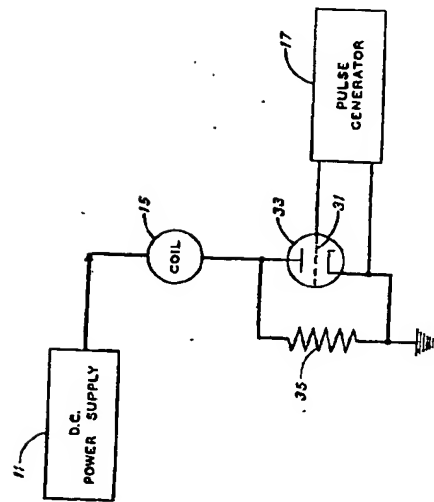 11
D.C.
POWER SUPPLY
15
COIL
33
31
17
PULSE
GENERATOR
35